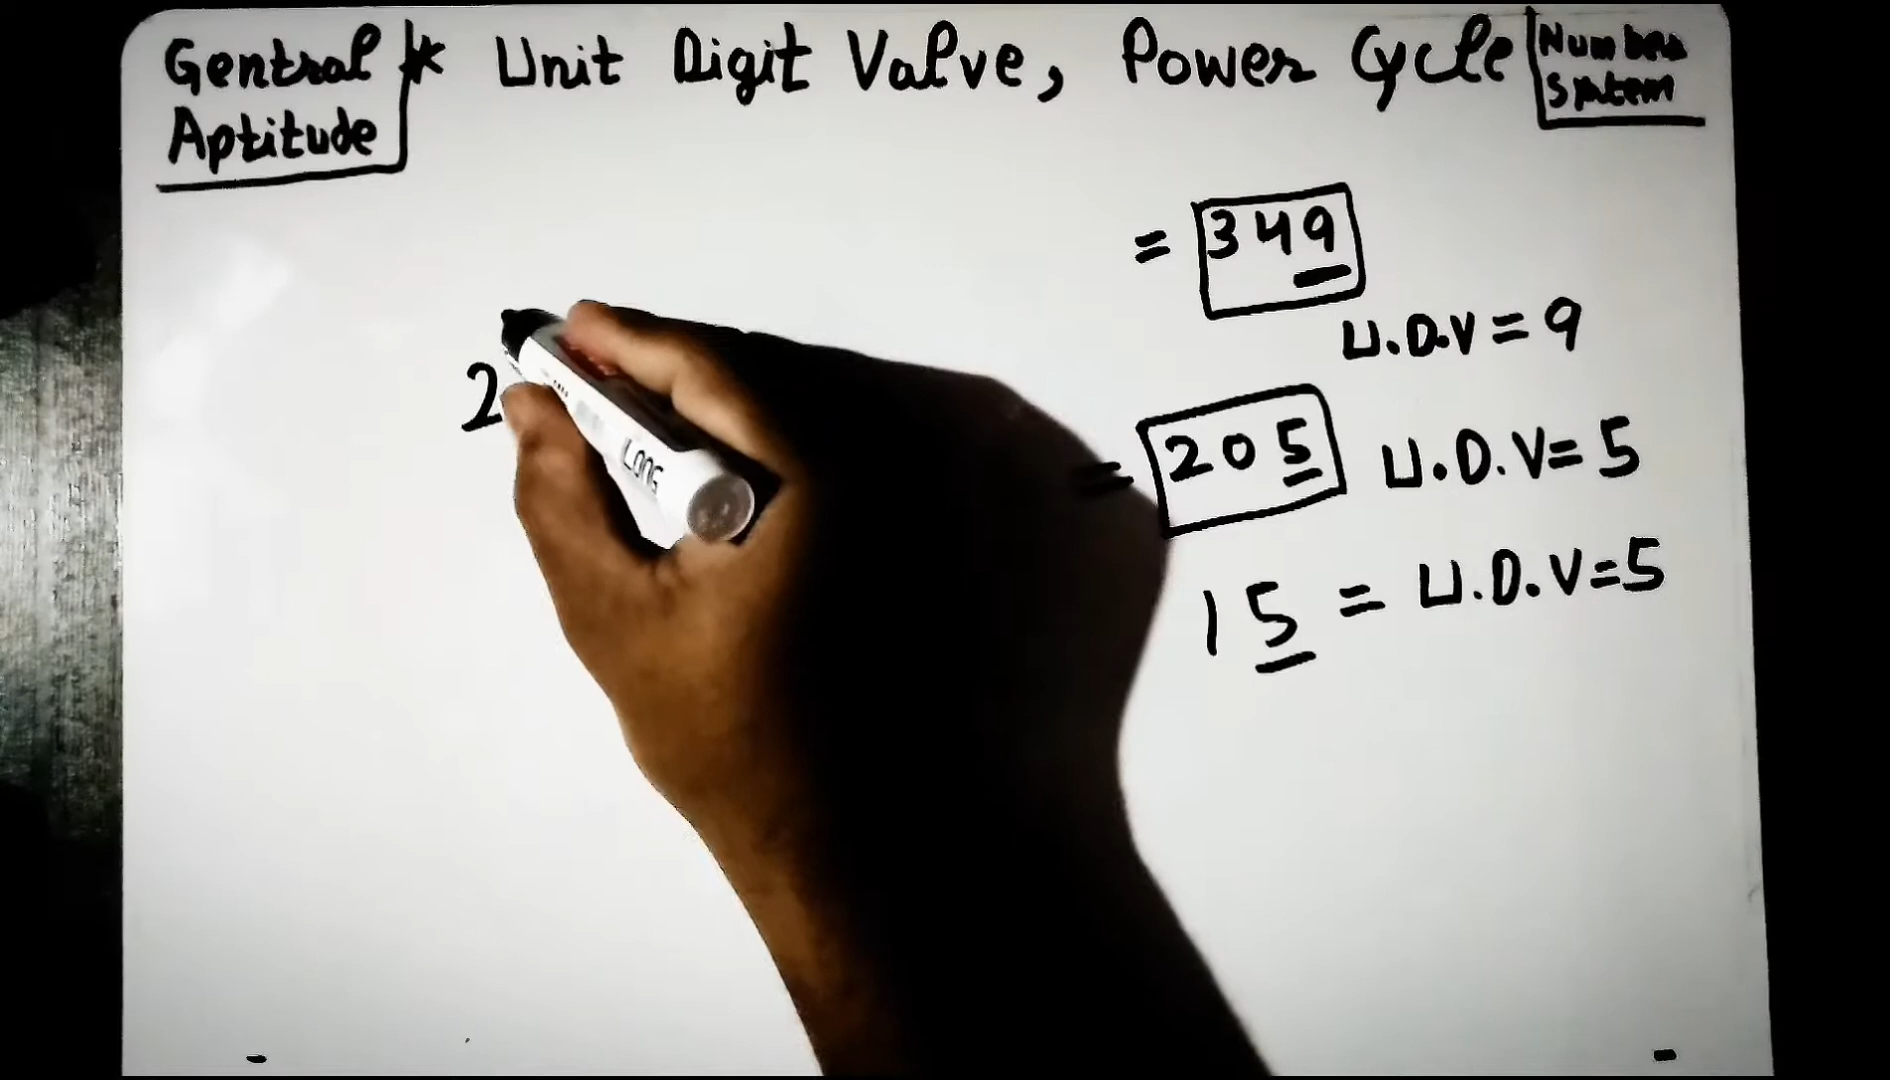 Gentral * Unit Digit Valve, Power Cycle Number
Aptitude System
= 349
U.D.V = 9
2
LONG
= 205 U.D.V = 5
15 = U.D.V = 5